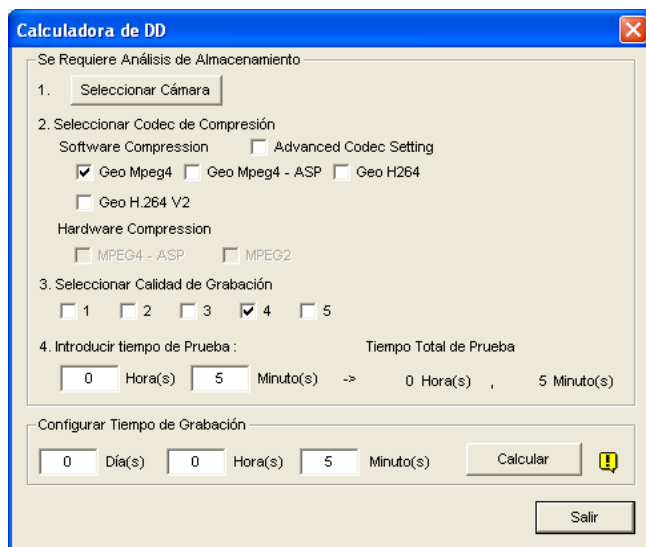 Calculadora de DD
Se Requiere Análisis de Almacenamiento
1. Seleccionar Cámara
2. Seleccionar Codec de Compresión
Software Compression Advanced Codec Setting
Geo Mpeg4 Geo Mpeg4 - ASP Geo H264
Geo H.264 V2
Hardware Compression
MPEG4 - ASP MPEG2
3. Seleccionar Calidad de Grabación
1 2 3 4 5
4. Introducir tiempo de Prueba : Tiempo Total de Prueba
0 Hora(s) 5 Minuto(s) -> 0 Hora(s) , 5 Minuto(s)
Configurar Tiempo de Grabación
0 Día(s) 0 Hora(s) 5 Minuto(s) Calcular
Salir